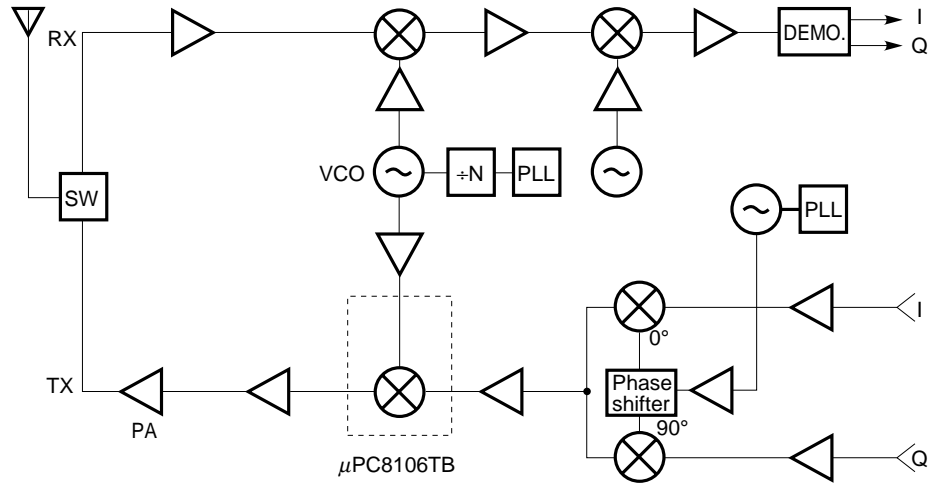 RX
DEMO.
I
Q
VCO
÷N
PLL
SW
PLL
I
0°
TX
Phase
shifter
PA
90°
Q
µPC8106TB